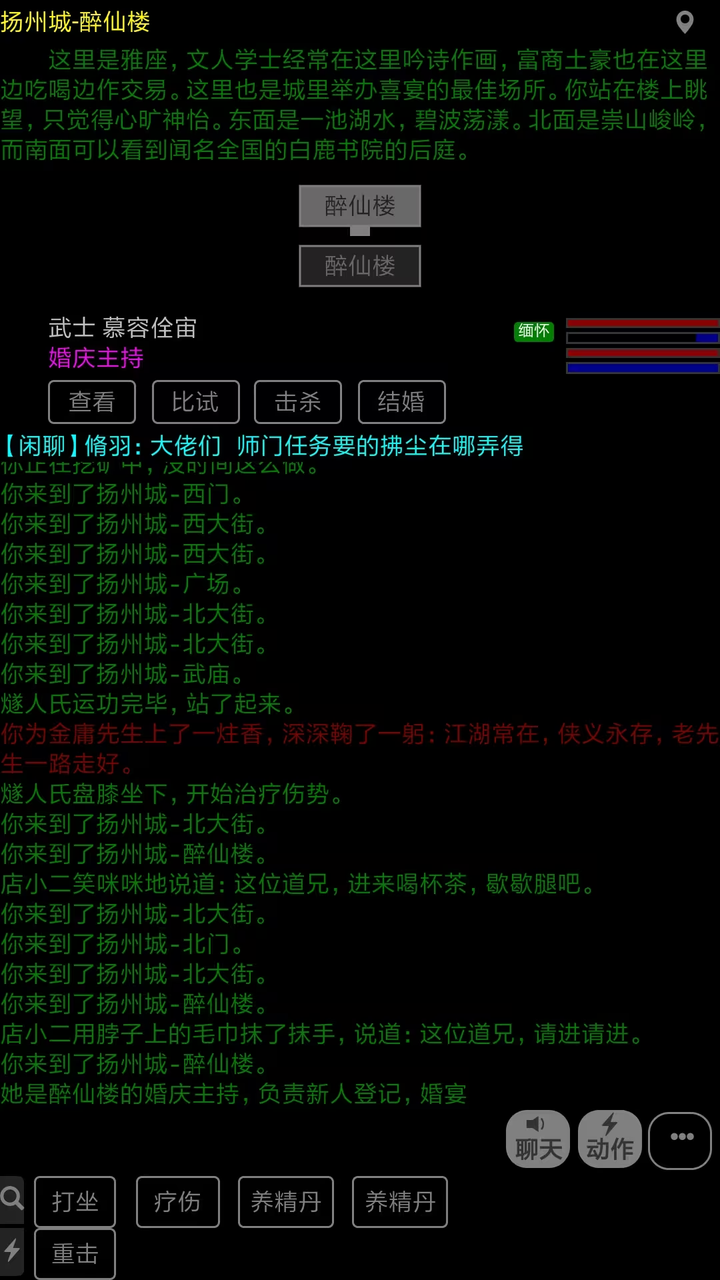 扬州城-醉仙楼
这里是雅座，文人学士经常在这里吟诗作画，富商土豪也在这里
边吃喝边作交易。这里也是城里举办喜宴的最佳场所。你站在楼上眺
望，只觉得心旷神怡。东面是一池湖水，碧波荡漾。北面是崇山峻岭，
而南面可以看到闻名全国的白鹿书院的后庭。
醉仙楼
醉仙楼
武士 慕容佺宙
缅怀
婚庆主持
查看
比试
击杀
结婚
【闲聊】脩羽：大佬们 师门任务要的拂尘在哪弄得
你正在挖矿中，没时间这么做。
你来到了扬州城-西门。
你来到了扬州城-西大街。
你来到了扬州城-西大街。
你来到了扬州城-广场。
你来到了扬州城-北大街。
你来到了扬州城-北大街。
你来到了扬州城-武庙。
燧人氏运功完毕，站了起来。
你为金庸先生上了一炷香，深深鞠了一躬：江湖常在，侠义永存，老先
生一路走好。
燧人氏盘膝坐下，开始治疗伤势。
你来到了扬州城-北大街。
你来到了扬州城-醉仙楼。
店小二笑咪咪地说道：这位道兄，进来喝杯茶，歇歇腿吧。
你来到了扬州城-北大街。
你来到了扬州城-北门。
你来到了扬州城-北大街。
你来到了扬州城-醉仙楼。
店小二用脖子上的毛巾抹了抹手，说道：这位道兄，请进请进。
你来到了扬州城-醉仙楼。
她是醉仙楼的婚庆主持，负责新人登记，婚宴
聊天
动作
打坐
疗伤
养精丹
养精丹
重击